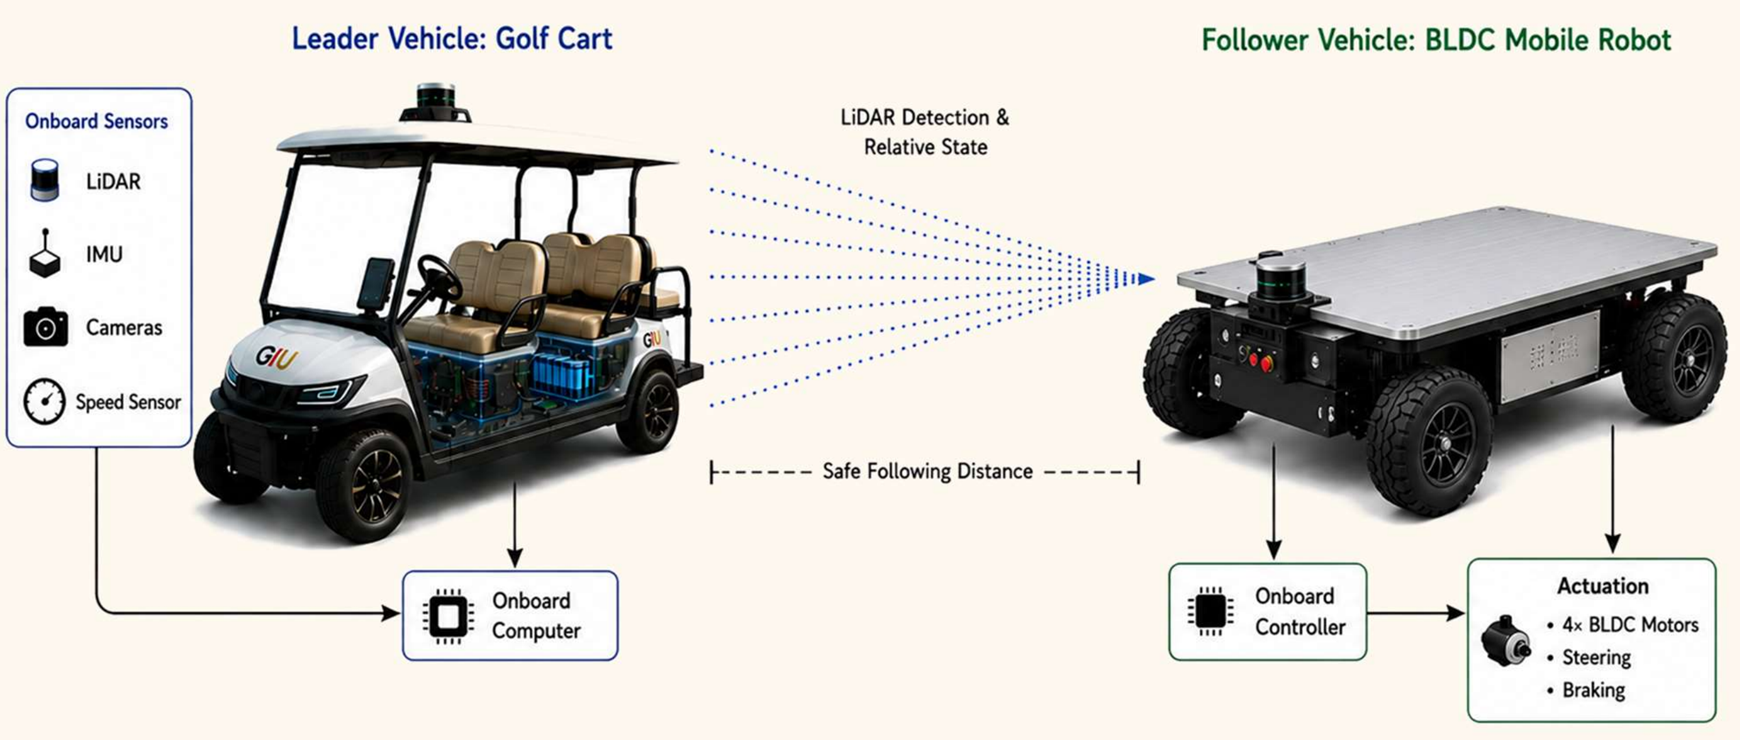 Leader Vehicle: Golf Cart
Follower Vehicle: BLDC Mobile Robot
Onboard Sensors
LiDAR
IMU
Cameras
Speed Sensor
GIU
GIU
LiDAR Detection &
Relative State
Safe Following Distance
Onboard
Computer
Onboard
Controller
Actuation
• 4× BLDC Motors
• Steering
• Braking